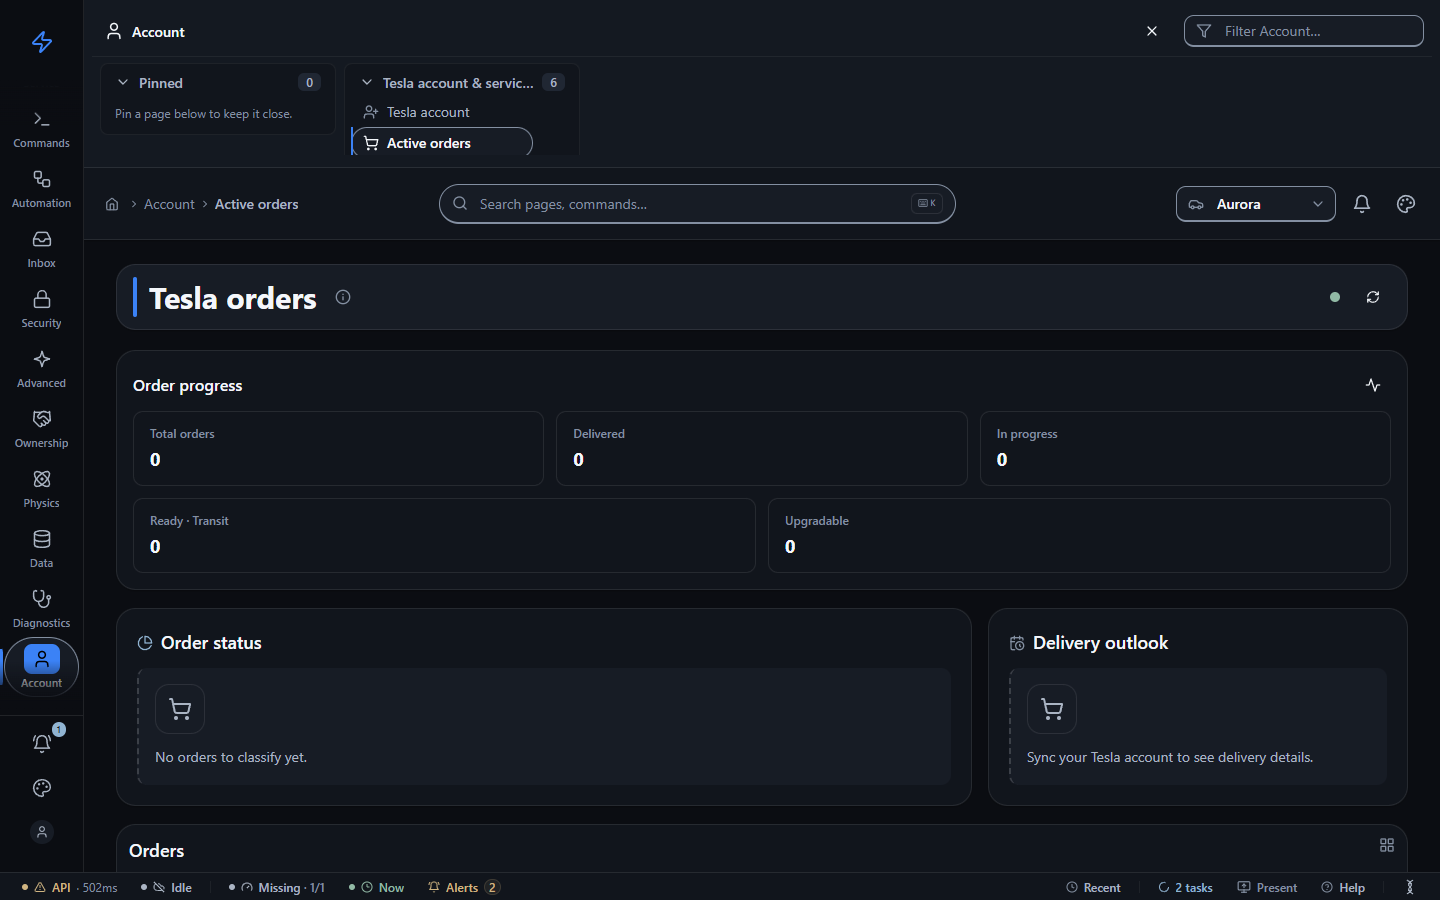 Account
Filter Account...
Pinned
0
Pin a page below to keep it close.
Tesla account & servic...
6
Tesla account
Active orders
Commands
Automation
Inbox
Security
Advanced
Ownership
Physics
Data
Diagnostics
Account
1
Account
Active orders
Search pages, commands...
K
Aurora
Tesla orders
Order progress
Total orders
0
Delivered
0
In progress
0
Ready · Transit
0
Upgradable
0
Order status
No orders to classify yet.
Delivery outlook
Sync your Tesla account to see delivery details.
Orders
API · 502ms
Idle
Missing · 1/1
Now
Alerts 2
Recent
2 tasks
Present
Help